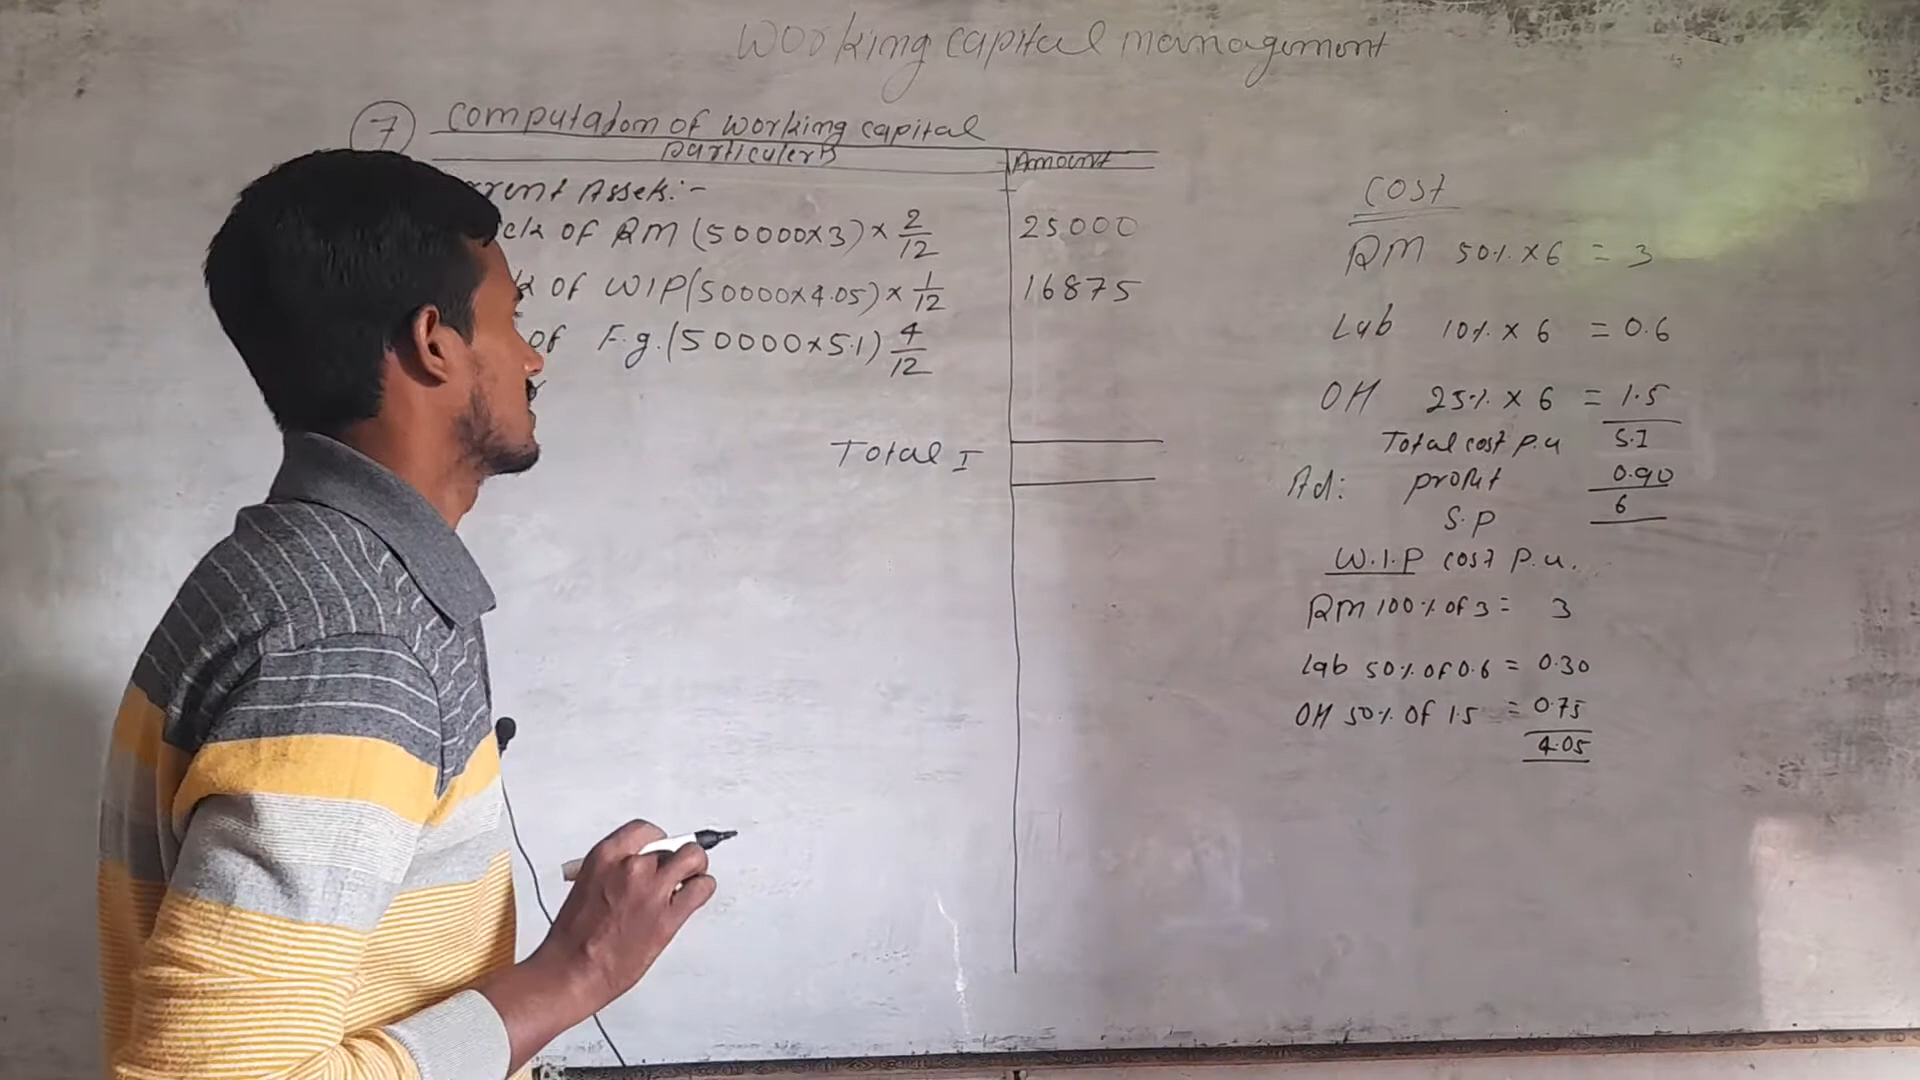 Working capital management
7 Computation of working capital
Particulers Amount
rrent Assets:-
ck of RM (50000×3) × 2/12 25000
k of WIP (50000×4.05) × 1/12 16875
of F.g. (50000×5.1) 4/12
Total I
Cost
RM 50% × 6 = 3
Lab 10% × 6 = 0.6
OH 25% × 6 = 1.5
Total cost p.u 5.1
Ad: profit 0.90
S.P 6
W.I.P cost p.u.
RM 100% of 3 = 3
Lab 50% of 0.6 = 0.30
OH 50% of 1.5 = 0.75
4.05